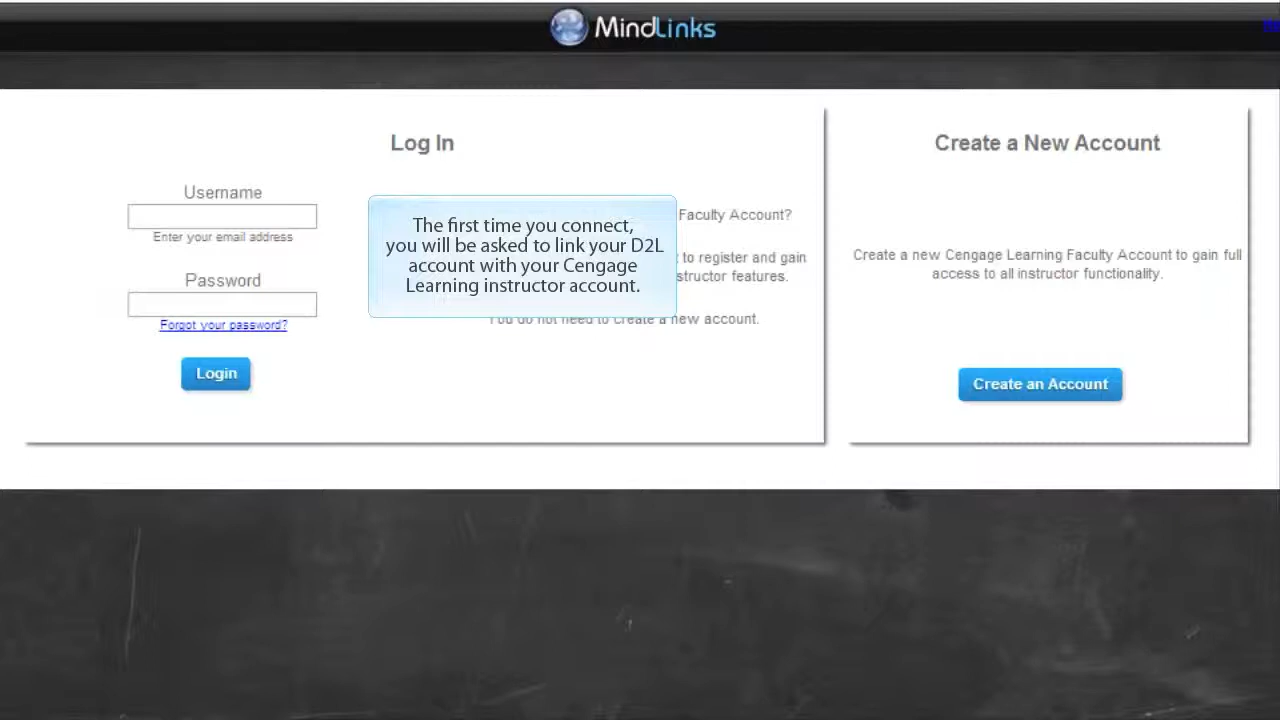 MindLinks
Log In
Username
Enter your email address
Password
Forgot your password?
Login
The first time you connect,
you will be asked to link your D2L
account with your Cengage
Learning instructor account.
Faculty Account?
to register and gain
structor features.
You do not need to create a new account.
Create a New Account
Create a new Cengage Learning Faculty Account to gain full
access to all instructor functionality.
Create an Account